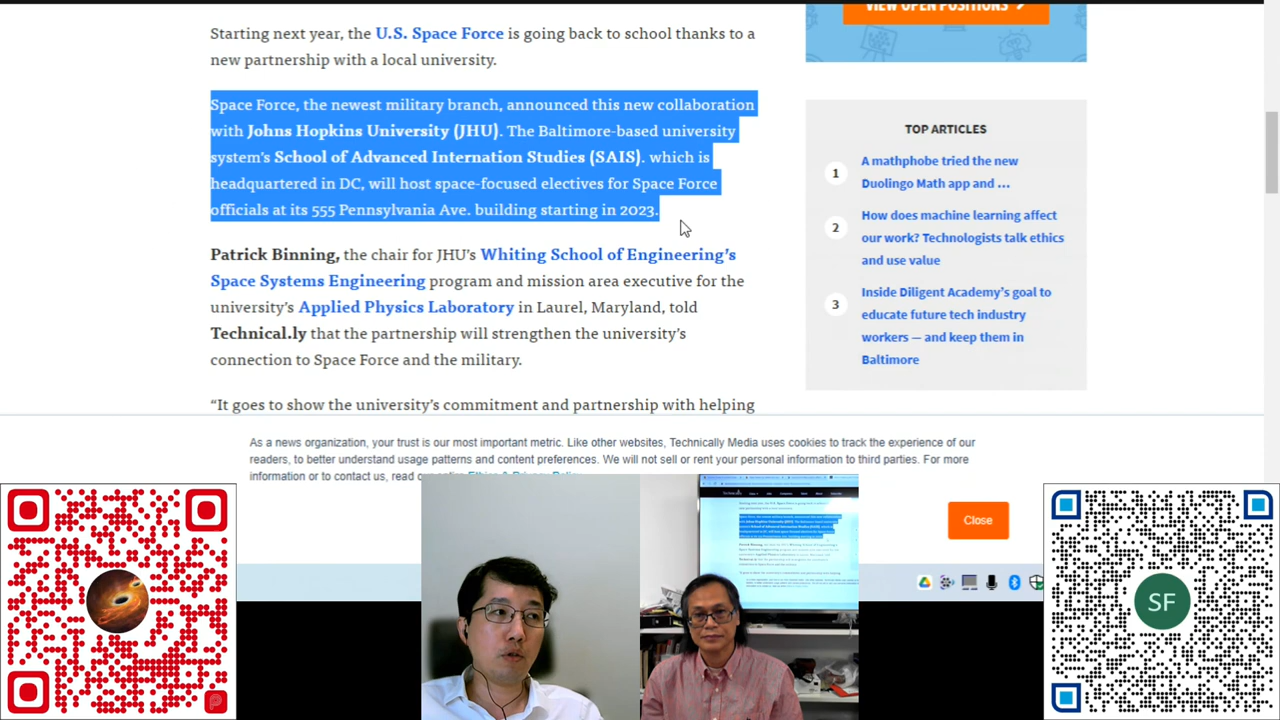 VIEW OPEN POSITIONS
Starting next year, the U.S. Space Force is going back to school thanks to a
new partnership with a local university.
Space Force, the newest military branch, announced this new collaboration
with Johns Hopkins University (JHU). The Baltimore-based university
system’s School of Advanced Internation Studies (SAIS). which is
headquartered in DC, will host space-focused electives for Space Force
officials at its 555 Pennsylvania Ave. building starting in 2023.
Patrick Binning, the chair for JHU’s Whiting School of Engineering’s
Space Systems Engineering program and mission area executive for the
university’s Applied Physics Laboratory in Laurel, Maryland, told
Technical.ly that the partnership will strengthen the university’s
connection to Space Force and the military.
“It goes to show the university’s commitment and partnership with helping
TOP ARTICLES
1
A mathphobe tried the new
Duolingo Math app and ...
2
How does machine learning affect
our work? Technologists talk ethics
and use value
3
Inside Diligent Academy’s goal to
educate future tech industry
workers — and keep them in
Baltimore
As a news organization, your trust is our most important metric. Like other websites, Technically Media uses cookies to track the experience of our
readers, to better understand usage patterns and content preferences. We will not sell or rent your personal information to third parties. For more
information or to contact us, read
Close
SF